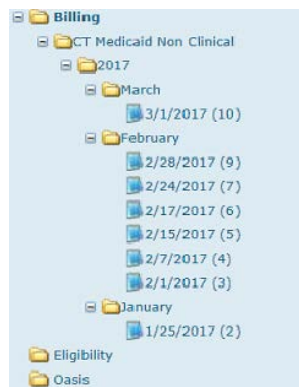 Billing
CT Medicaid Non Clinical
2017
March
3/1/2017 (10)
February
2/28/2017 (9)
2/24/2017 (7)
2/17/2017 (6)
2/15/2017 (5)
2/7/2017 (4)
2/1/2017 (3)
January
1/25/2017 (2)
Eligibility
Oasis